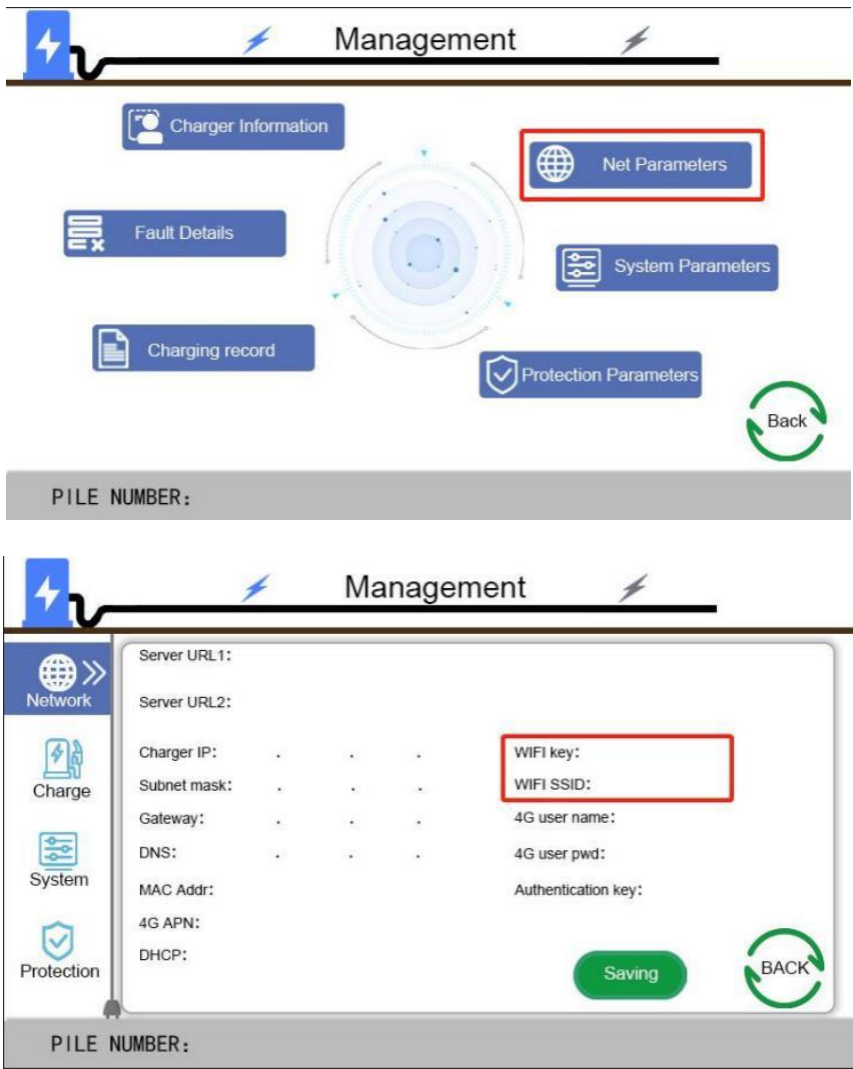 Management
Charger Information
Net Parameters
Fault Details
System Parameters
Charging record
Protection Parameters
Back
PILE NUMBER:
Management
Network
Charge
System
Protection
Server URL1:
Server URL2:
Charger IP: . . .
WIFI key:
Subnet mask: . . .
WIFI SSID:
Gateway: . . .
4G user name:
DNS: . . .
4G user pwd:
MAC Addr:
Authentication key:
4G APN:
DHCP:
Saving
BACK
PILE NUMBER: